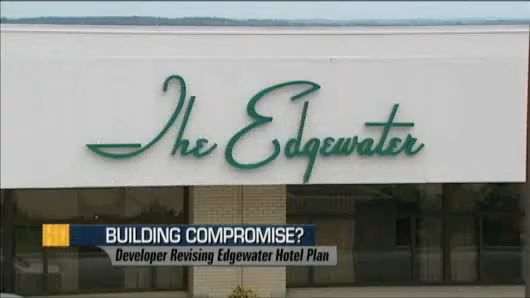 The Edgewater
BUILDING COMPROMISE?
Developer Revising Edgewater Hotel Plan